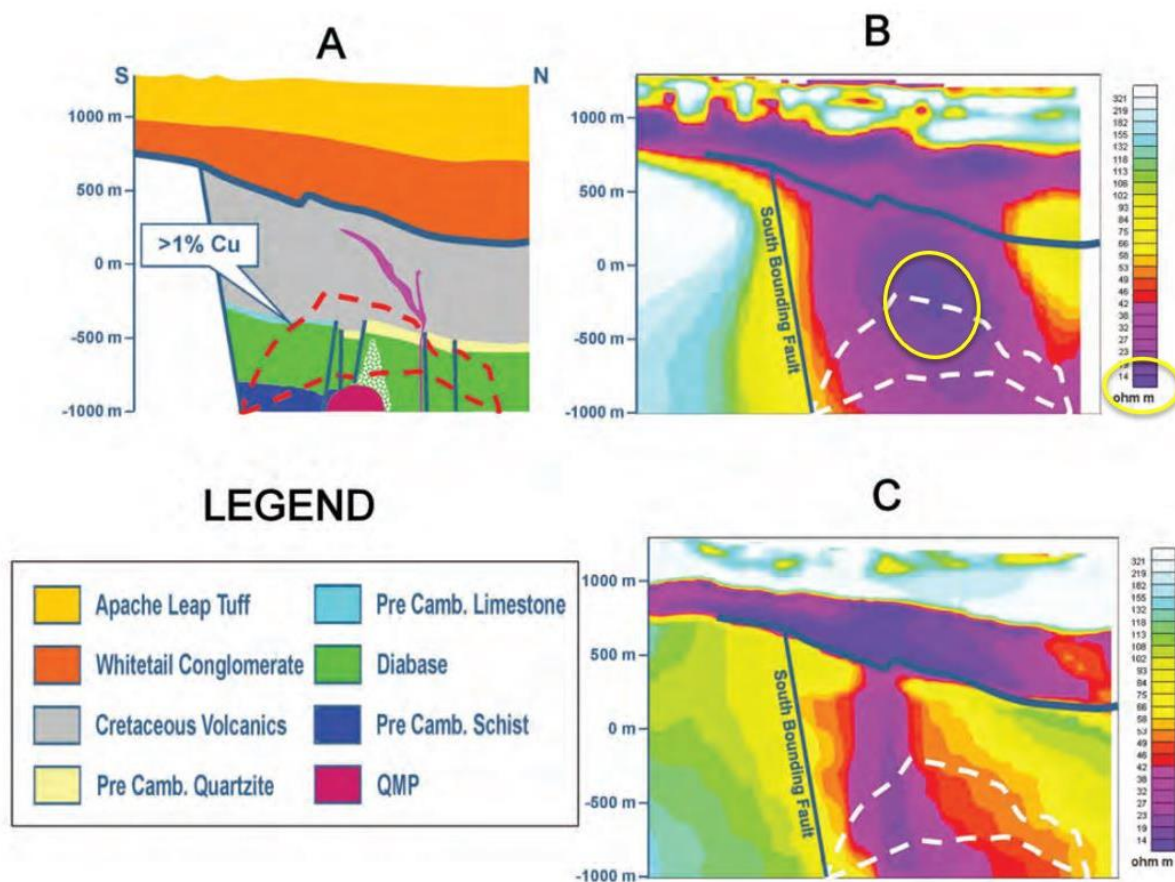 A
S
N
1000 m
500 m
0 m
-500 m
-1000 m
>1% Cu
B
1000 m
500 m
0 m
-500 m
-1000 m
South Bounding Fault
321
219
182
155
132
118
113
108
102
93
84
75
66
58
53
49
46
42
38
32
27
23
19
14
ohm m
LEGEND
Apache Leap Tuff
Whitetail Conglomerate
Cretaceous Volcanics
Pre Camb. Quartzite
Pre Camb. Limestone
Diabase
Pre Camb. Schist
QMP
C
1000 m
500 m
0 m
-500 m
-1000 m
South Bounding Fault
321
219
182
155
132
118
113
108
102
93
84
75
66
58
53
49
46
42
38
32
27
23
19
14
ohm m